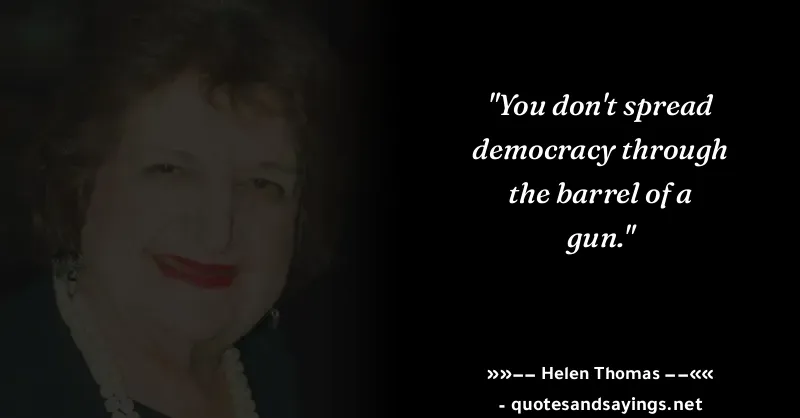 "You don't spread
democracy through
the barrel of a
gun."
»»−− Helen Thomas −−««
- quotesandsayings.net